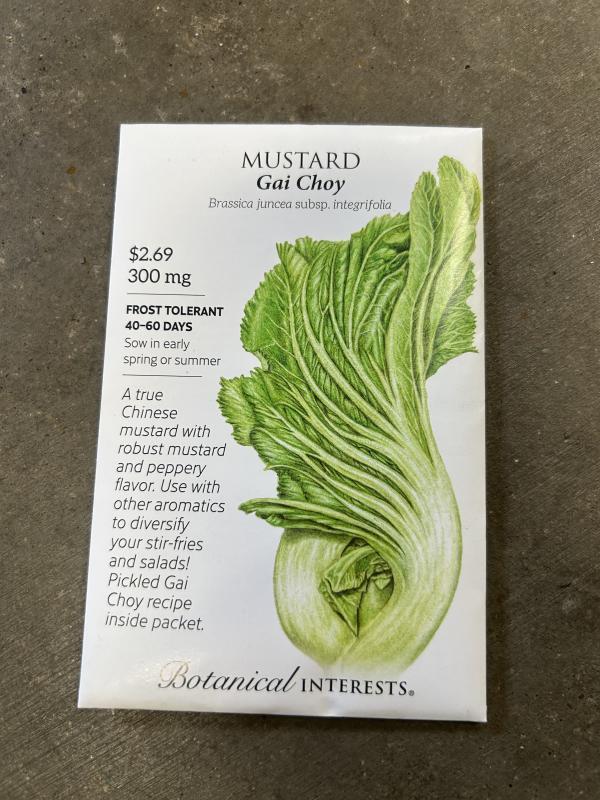 MUSTARD
Gai Choy
Brassica juncea subsp. integrifolia
$2.69
300 mg
FROST TOLERANT
40–60 DAYS
Sow in early
spring or summer
A true
Chinese
mustard with
robust mustard
and peppery
flavor. Use with
other aromatics
to diversify
your stir-fries
and salads!
Pickled Gai
Choy recipe
inside packet.
Botanical INTERESTS®